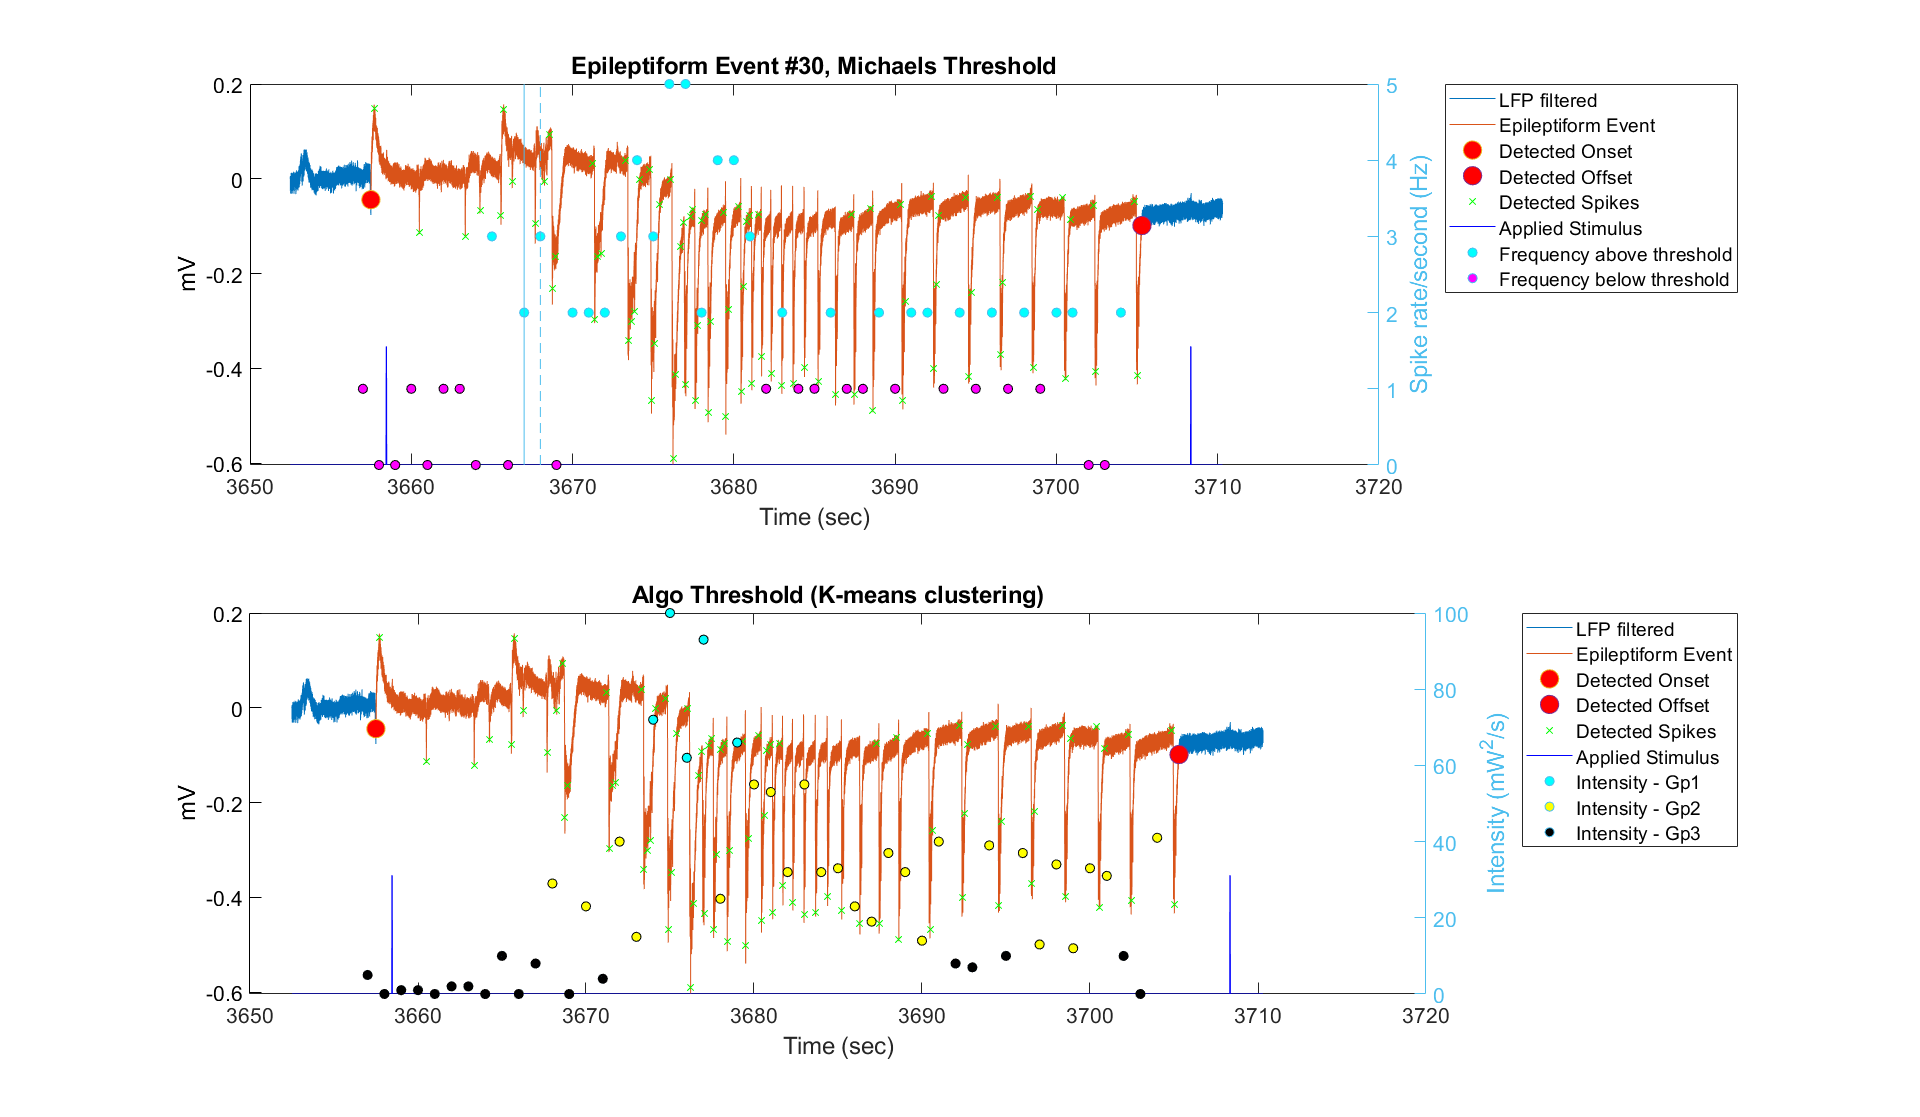 Epileptiform Event #30, Michaels Threshold
0.2
0
-0.2
-0.4
-0.6
mV
3650
3660
3670
3680
3690
3700
3710
3720
Time (sec)
5
4
3
2
1
0
Spike rate/second (Hz)
LFP filtered
Epileptiform Event
Detected Onset
Detected Offset
Detected Spikes
Applied Stimulus
Frequency above threshold
Frequency below threshold
Algo Threshold (K-means clustering)
0.2
0
-0.2
-0.4
-0.6
mV
3650
3660
3670
3680
3690
3700
3710
3720
Time (sec)
100
80
60
40
20
0
Intensity (mW²/s)
LFP filtered
Epileptiform Event
Detected Onset
Detected Offset
Detected Spikes
Applied Stimulus
Intensity - Gp1
Intensity - Gp2
Intensity - Gp3